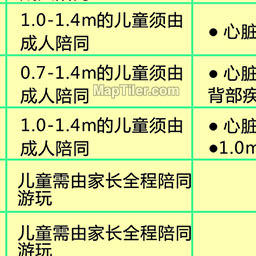 1.0-1.4m的儿童须由
成人陪同
● 心脏
0.7-1.4m的儿童须由
成人陪同
● 心脏
背部疾
MapTiler.com
1.0-1.4m的儿童须由
成人陪同
● 心脏
●1.0m
儿童需由家长全程陪同
游玩
儿童需由家长全程陪同
游玩